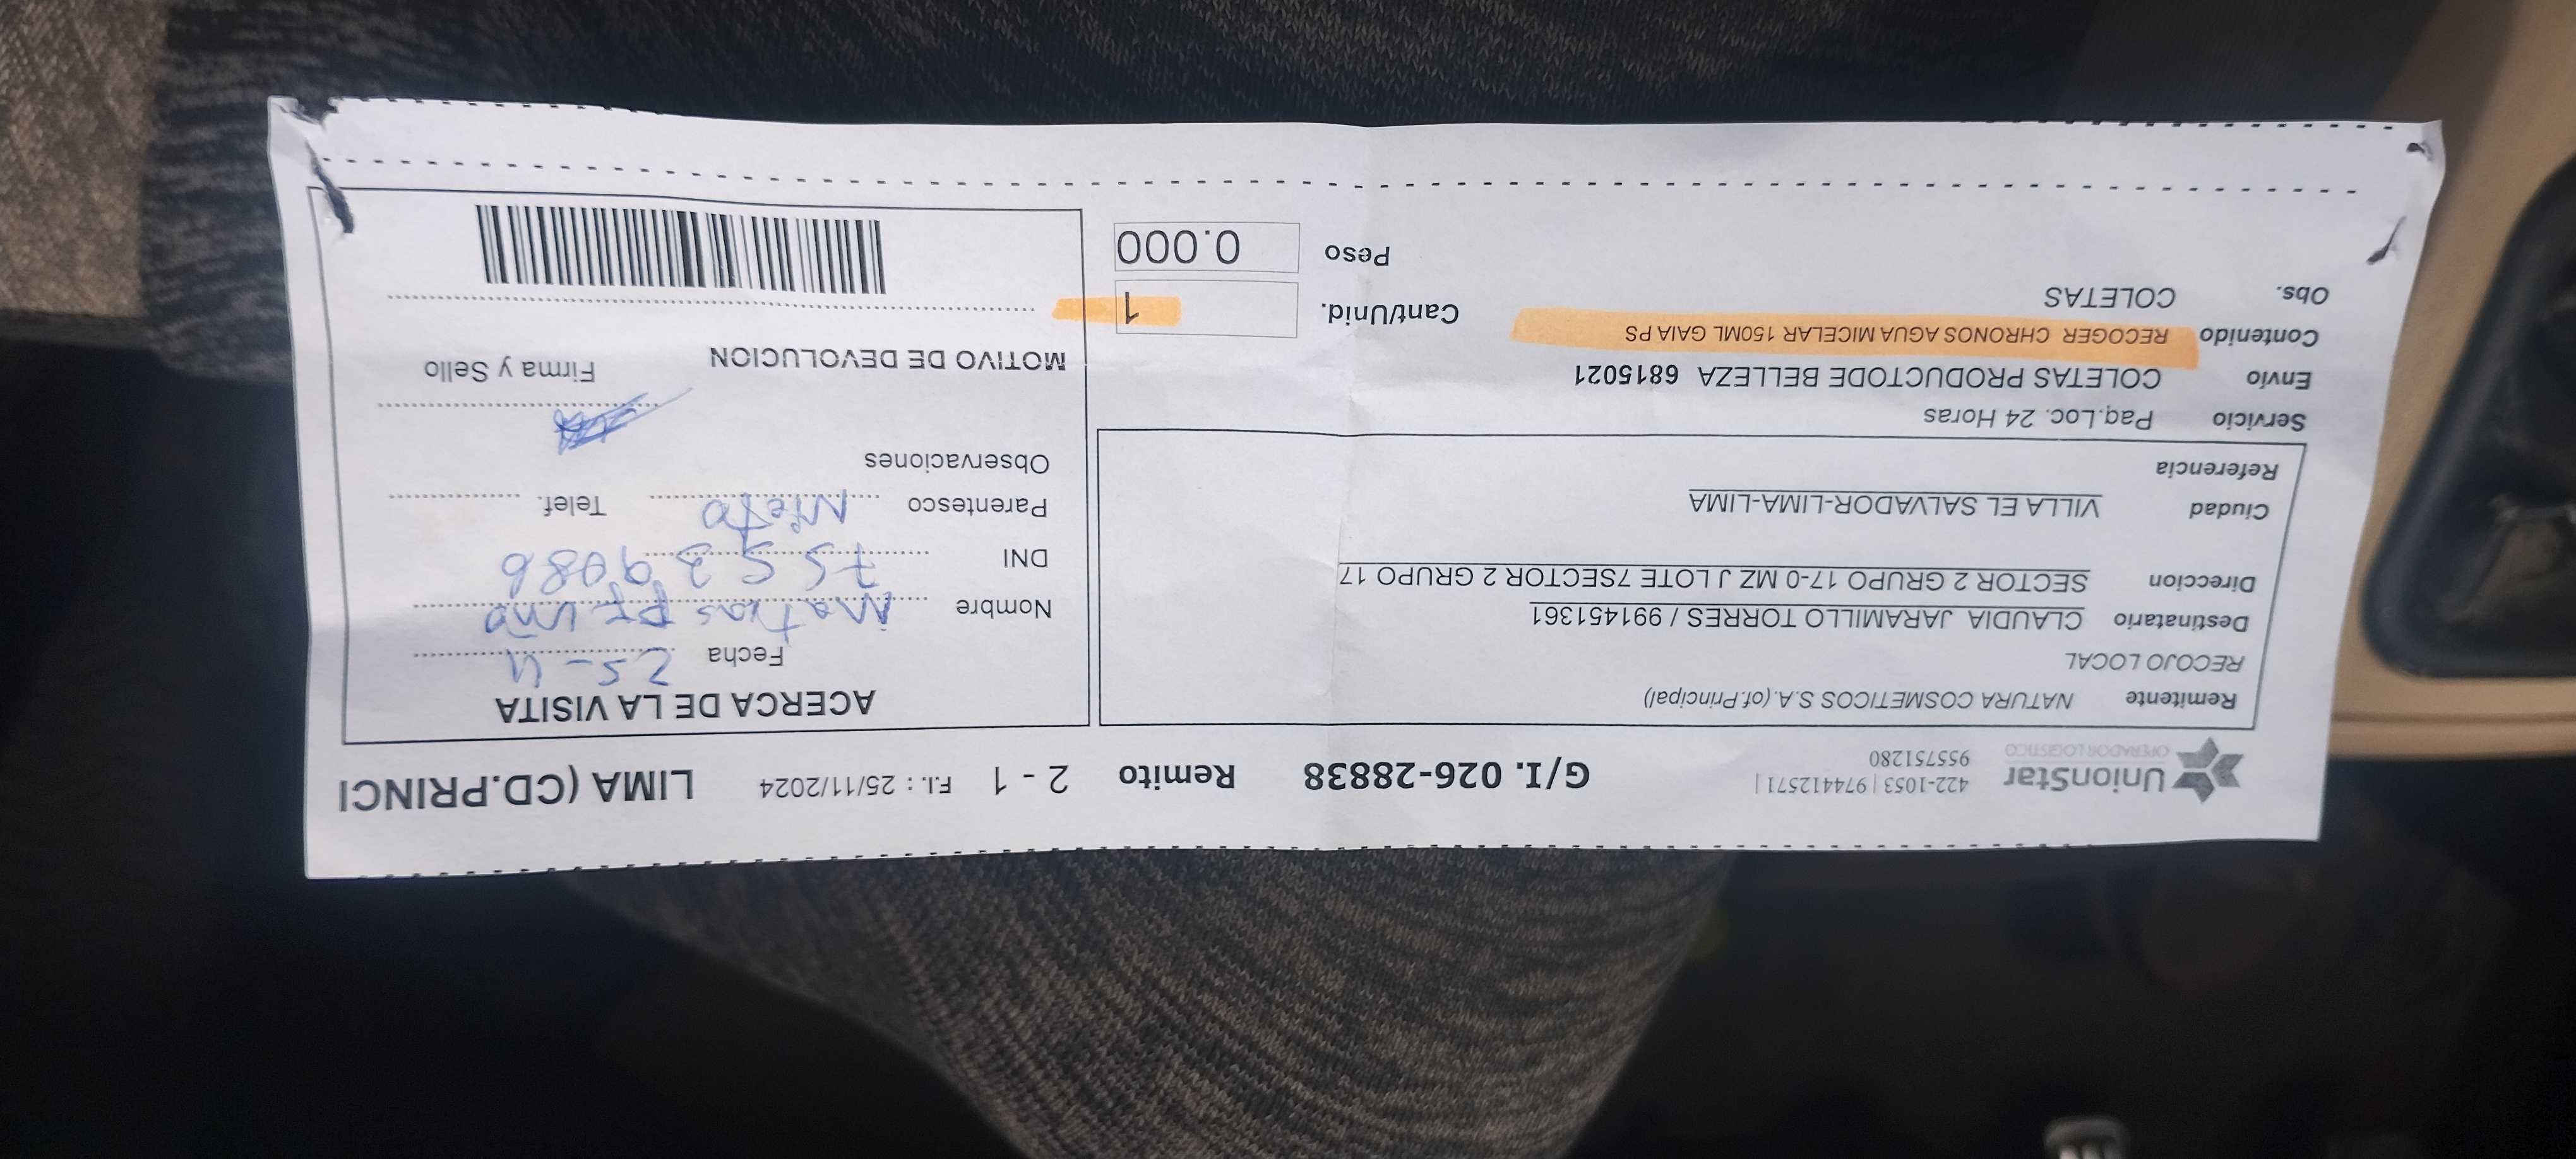 UnionStar
OPERADOR LOGISTICO
422-1053 | 974412571 |
955751280
G/I. 026-28838
Remito 2 - 1
F.I. : 25/11/2024
LIMA (CD.PRINCI
Remitente NATURA COSMETICOS S.A. (of.Principal)
RECOJO LOCAL
Destinatario CLAUDIA JARAMILLO TORRES / 991451361
Direccion SECTOR 2 GRUPO 17-0 MZ J LOTE 7SECTOR 2 GRUPO 17
Ciudad VILLA EL SALVADOR-LIMA-LIMA
Referencia
Servicio Paq.Loc. 24 Horas
Envío COLETAS PRODUCTODE BELLEZA 6815021
Contenido RECOGER CHRONOS AGUA MICELAR 150ML GAIA PS
Obs. COLETAS
Cant/Unid. 1
Peso 0.000
ACERCA DE LA VISITA
Fecha 25-11
Nombre Matias
DNI
Parentesco Nieto Telef.
Observaciones
MOTIVO DE DEVOLUCION
Firma y Sello